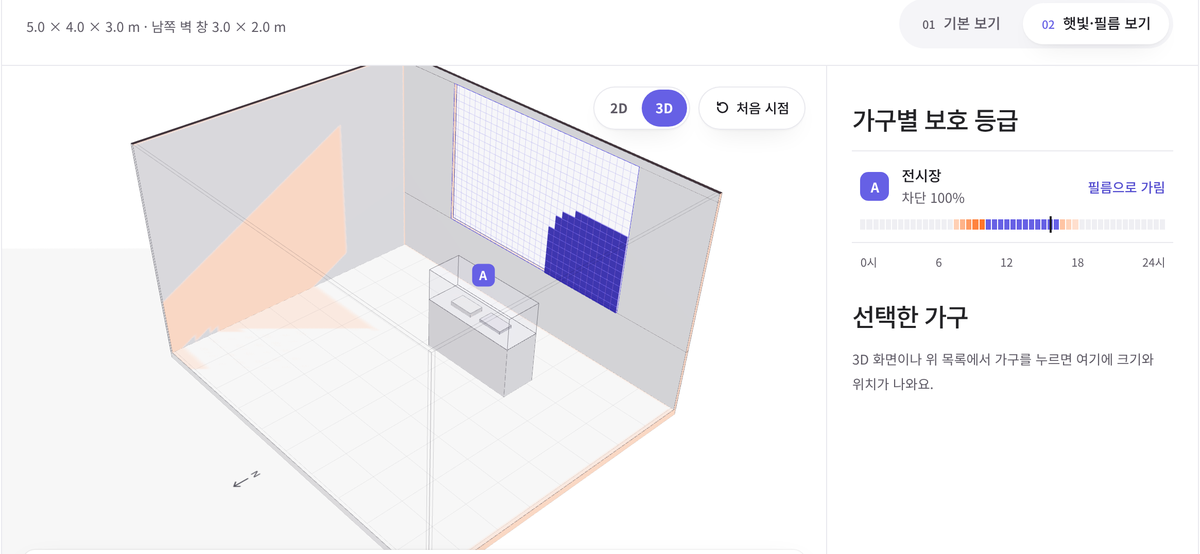 5.0 × 4.0 × 3.0 m · 남쪽 벽 창 3.0 × 2.0 m
01 기본 보기
02 햇빛·필름 보기
2D
3D
처음 시점
가구별 보호 등급
A
전시장
차단 100%
필름으로 가림
0시
6
12
18
24시
선택한 가구
3D 화면이나 위 목록에서 가구를 누르면 여기에 크기와
위치가 나와요.
A
N